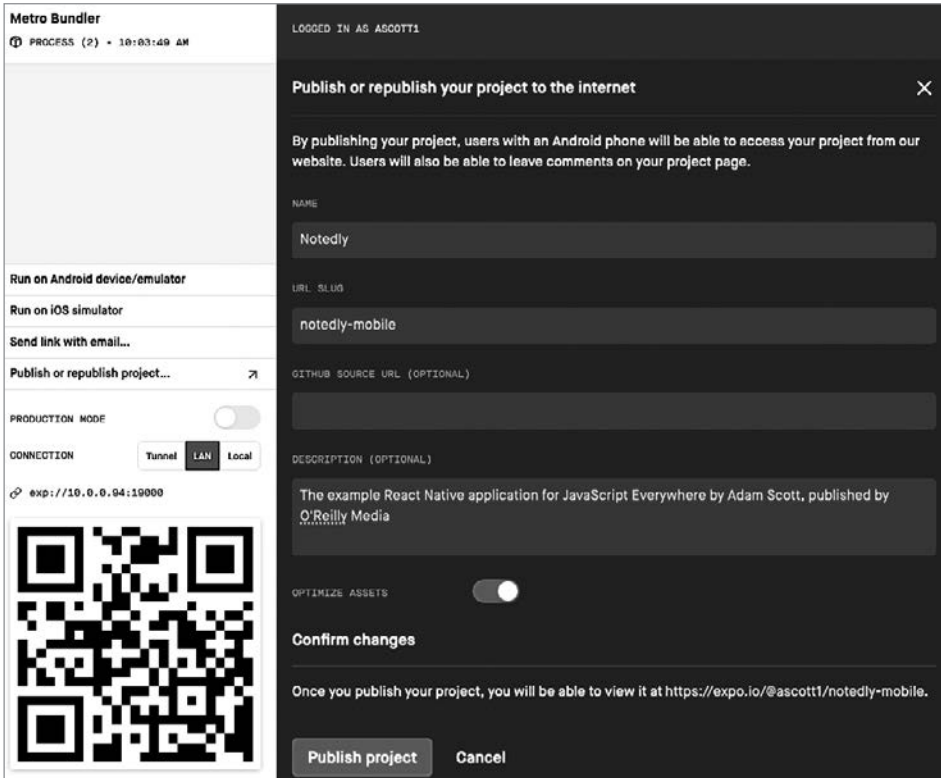 Metro Bundler
PROCESS (2) • 10:03:49 AM
Run on Android device/emulator
Run on iOS simulator
Send link with email...
Publish or republish project...
PRODUCTION MODE
CONNECTION
Tunnel LAN Local
exp://10.0.0.94:19000
LOGGED IN AS ASCOTT1
Publish or republish your project to the internet
By publishing your project, users with an Android phone will be able to access your project from our
website. Users will also be able to leave comments on your project page.
NAME
Notedly
URL SLUG
notedly-mobile
GITHUB SOURCE URL (OPTIONAL)
DESCRIPTION (OPTIONAL)
The example React Native application for JavaScript Everywhere by Adam Scott, published by
O'Reilly Media
OPTIMIZE ASSETS
Confirm changes
Once you publish your project, you will be able to view it at https://expo.io/@ascott1/notedly-mobile.
Publish project Cancel